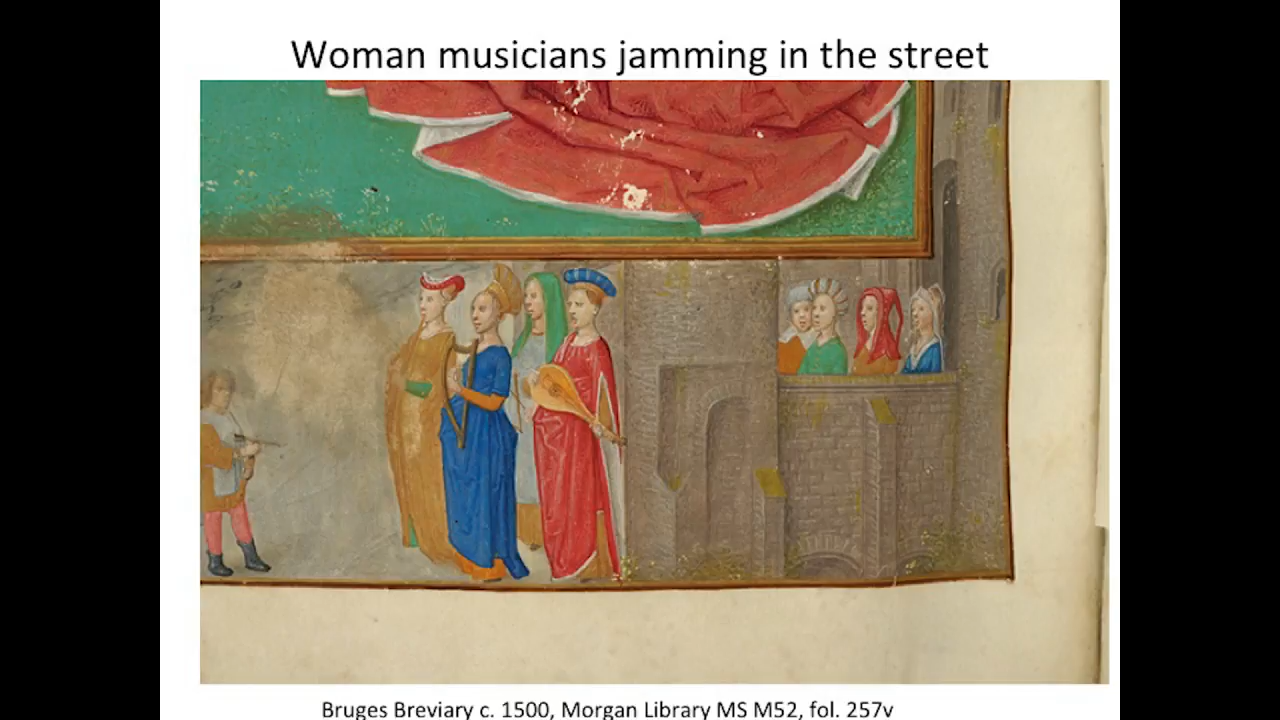 Woman musicians jamming in the street
Bruges Breviary c. 1500, Morgan Library MS M52, fol. 257v